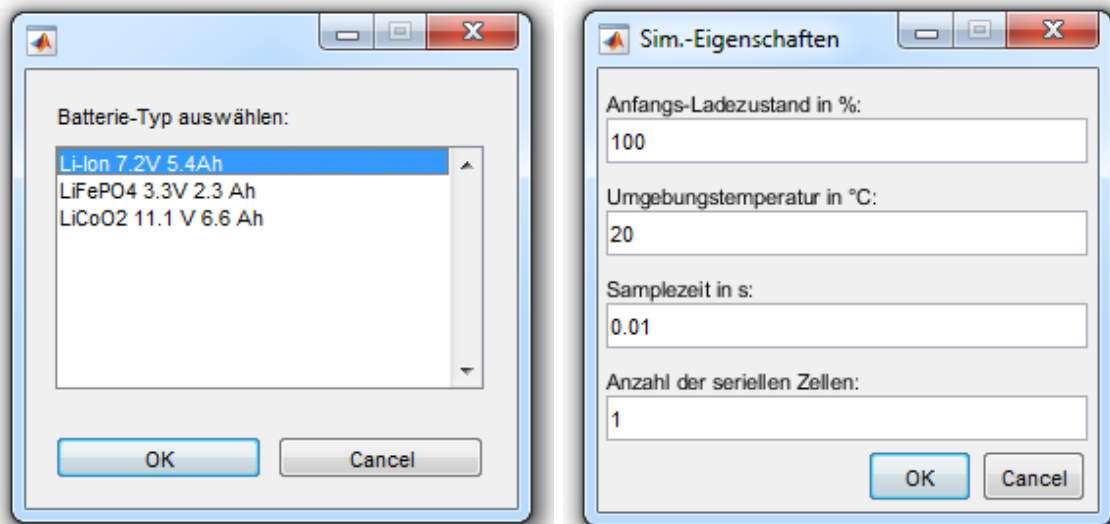 Batterie-Typ auswählen:
Li-Ion 7.2V 5.4Ah
LiFePO4 3.3V 2.3 Ah
LiCoO2 11.1 V 6.6 Ah
OK
Cancel
Sim.-Eigenschaften
Anfangs-Ladezustand in %:
100
Umgebungstemperatur in °C:
20
Samplezeit in s:
0.01
Anzahl der seriellen Zellen:
1
OK
Cancel